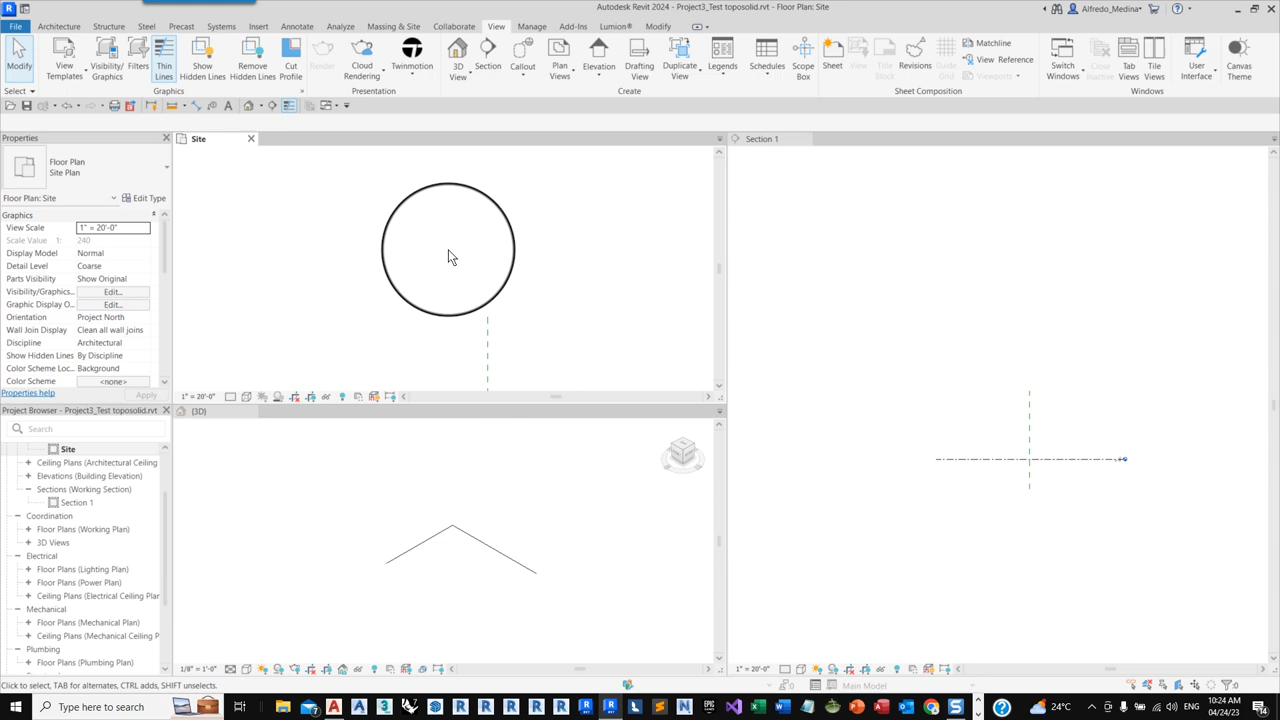 Autodesk Revit 2024 - Project3_Test toposolid.rvt - Floor Plan: Site
Alfredo_Medina
File Architecture Structure Steel Precast Systems Insert Annotate Analyze Massing & Site Collaborate View Manage Add-Ins Lumion® Modify
Modify
View Templates
Visibility/ Graphics
Filters
Thin Lines
Show Hidden Lines
Remove Hidden Lines
Cut Profile
Render
Cloud Rendering
Twinmotion
3D View
Section
Callout
Plan Views
Elevation
Drafting View
Duplicate View
Legends
Schedules
Scope Box
Sheet
Title Block
Revisions
Guide Grid
Matchline
View Reference
Viewports
Switch Windows
Close Inactive
Tab Views
Tile Views
User Interface
Canvas Theme
Select Graphics Presentation Create Sheet Composition Windows
Properties
Floor Plan
Site Plan
Floor Plan: Site Edit Type
Graphics
View Scale 1" = 20'-0"
Scale Value 1: 240
Display Model Normal
Detail Level Coarse
Parts Visibility Show Original
Visibility/Graphics... Edit...
Graphic Display O... Edit...
Orientation Project North
Wall Join Display Clean all wall joins
Discipline Architectural
Show Hidden Lines By Discipline
Color Scheme Loc... Background
Color Scheme <none>
Properties help Apply
Project Browser - Project3_Test toposolid.rvt
Search
Site
Ceiling Plans (Architectural Ceiling
Elevations (Building Elevation)
Sections (Working Section)
Section 1
Coordination
Floor Plans (Working Plan)
3D Views
Electrical
Floor Plans (Lighting Plan)
Floor Plans (Power Plan)
Ceiling Plans (Electrical Ceiling Plan
Mechanical
Floor Plans (Mechanical Plan)
Ceiling Plans (Mechanical Ceiling P
Plumbing
Floor Plans (Plumbing Plan)
Site
1" = 20'-0"
{3D}
1/8" = 1'-0"
Section 1
1" = 20'-0"
Click to select, TAB for alternates, CTRL adds, SHIFT unselects.
:0
Main Model
:0
Type here to search
24°C
10:24 AM
04/24/23